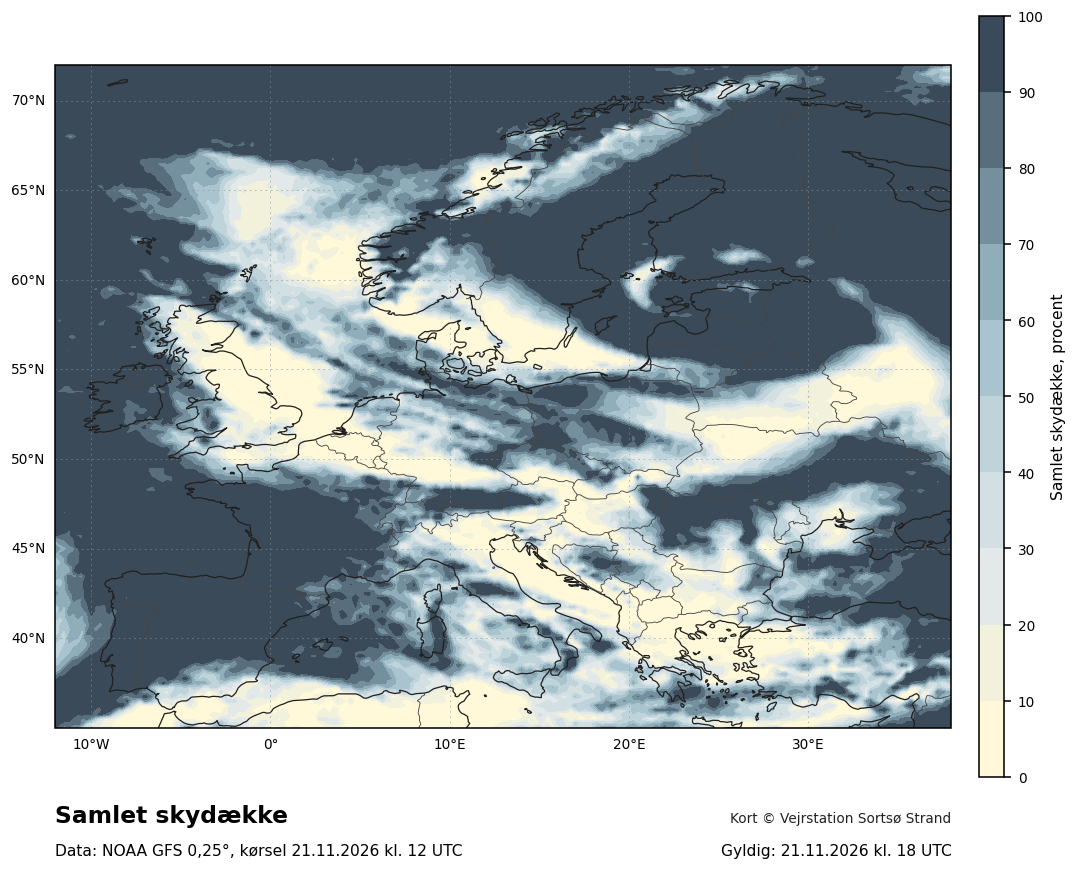 100
90
80
70
60
50
40
30
20
10
0
Samlet skydække, procent
70°N
65°N
60°N
55°N
50°N
45°N
40°N
10°W
0°
10°E
20°E
30°E
Samlet skydække
Kort © Vejrstation Sortsø Strand
Data: NOAA GFS 0,25°, kørsel 21.11.2026 kl. 12 UTC
Gyldig: 21.11.2026 kl. 18 UTC